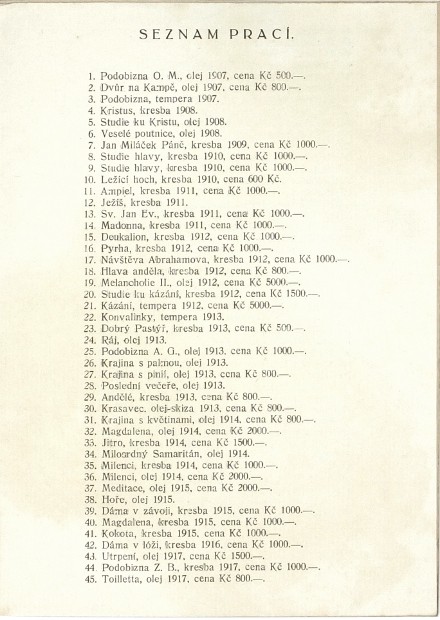 SEZNAM PRACÍ.
1. Podobizna O. M., olej 1907, cena Kč 500.—.
2. Dvůr na Kampě, olej 1907, cena Kč 800.—.
3. Podobizna, tempera 1907.
4. Kristus, kresba 1908.
5. Studie ku Kristu, olej 1908.
6. Veselé poutnice, olej 1908.
7. Jan Miláček Páně, kresba 1909, cena Kč 1000.—.
8. Studie hlavy, kresba 1910, cena Kč 1000.—.
9. Studie hlavy, kresba 1910, cena Kč 1000.—.
10. Ležící hoch, kresba 1910, cena 600 Kč.
11. Ampiel, kresba 1911, cena Kč 1000.—.
12. Ježíš, kresba 1911.
13. Sv. Jan Ev., kresba 1911, cena Kč 1000.—.
14. Madonna, kresba 1911, cena Kč 1000.—.
15. Deukalion, kresba 1912, cena Kč 1000.—.
16. Pyrha, kresba 1912, cena Kč 1000.—.
17. Návštěva Abrahamova, kresba 1912, cena Kč 1000.—.
18. Hlava anděla, kresba 1912, cena Kč 800.—.
19. Melancholie II., olej 1912, cena Kč 5000.—.
20. Studie ku kázání, kresba 1912, cena Kč 1500.—.
21. Kázání, tempera 1912, cena Kč 5000.—.
22. Konvalinky, tempera 1913.
23. Dobrý Pastýř, kresba 1913, cena Kč 500.—.
24. Ráj, olej 1913.
25. Podobizna A. G., olej 1913, cena Kč 1000.—.
26. Krajina s palmou, olej 1913.
27. Krajina s pinií, olej 1913, cena Kč 800.—.
28. Poslední večeře, olej 1913.
29. Andělé, kresba 1913, cena Kč 800.—.
30. Krasavec, olej-skiza 1913, cena Kč 800.—.
31. Krajina s květinami, olej 1914, cena Kč 800.—.
32. Magdalena, olej 1914, cena Kč 2000.—.
33. Jitro, kresba 1914, cena Kč 1500.—.
34. Milosrdný Samaritán, olej 1914.
35. Milenci, kresba 1914, cena Kč 1000.—.
36. Milenci, olej 1914, cena Kč 2000.—.
37. Meditace, olej 1915, cena Kč 2000.—.
38. Hoře, olej 1915.
39. Dáma v závoji, kresba 1915, cena Kč 1000.—.
40. Magdalena, kresba 1915, cena Kč 1000.—.
41. Kokota, kresba 1915, cena Kč 1000.—.
42. Dáma v lóži, kresba 1916, cena Kč 1000.—.
43. Utrpení, olej 1917, cena Kč 1500.—.
44. Podobizna Z. B., kresba 1917, cena Kč 1000.—.
45. Toilletta, olej 1917, cena Kč 800.—.